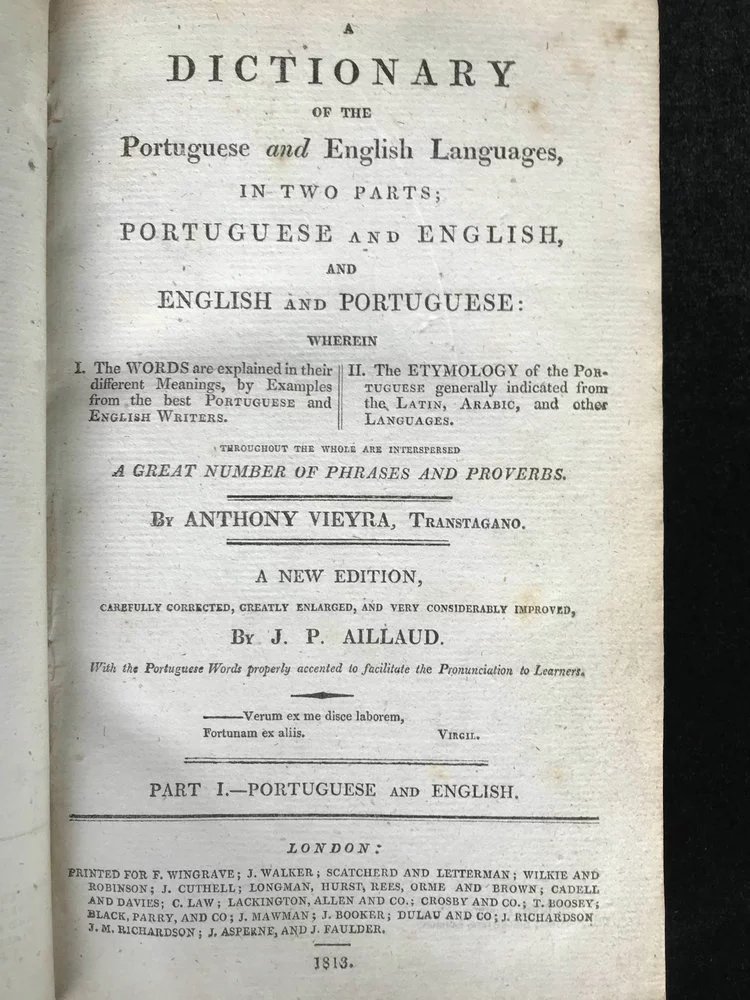 A
DICTIONARY
OF THE
Portuguese and English Languages,
IN TWO PARTS;
PORTUGUESE AND ENGLISH,
AND
ENGLISH AND PORTUGUESE:
WHEREIN
I. The WORDS are explained in their
different Meanings, by Examples
from the best PORTUGUESE and
ENGLISH WRITERS.
II. The ETYMOLOGY of the POR-
TUGUESE generally indicated from
the LATIN, ARABIC, and other
LANGUAGES.
THROUGHOUT THE WHOLE ARE INTERSPERSED
A GREAT NUMBER OF PHRASES AND PROVERBS.
BY ANTHONY VIEYRA, TRANSTAGANO.
A NEW EDITION,
CAREFULLY CORRECTED, GREATLY ENLARGED, AND VERY CONSIDERABLY IMPROVED,
BY J. P. AILLAUD.
With the Portuguese Words properly accented to facilitate the Pronunciation to Learners.
——Verum ex me disce laborem,
Fortunam ex aliis. VIRGIL.
PART I.—PORTUGUESE AND ENGLISH.
LONDON:
PRINTED FOR F. WINGRAVE; J. WALKER; SCATCHERD AND LETTERMAN; WILKIE AND
ROBINSON; J. CUTHELL; LONGMAN, HURST, REES, ORME AND BROWN; CADELL
AND DAVIES; C. LAW; LACKINGTON, ALLEN AND CO.; CROSBY AND CO.; T. BOOSEY;
BLACK, PARRY, AND CO; J. MAWMAN; J. BOOKER; DULAU AND CO; J. RICHARDSON
J. M. RICHARDSON; J. ASPERNE, AND J. FAULDER.
1813.